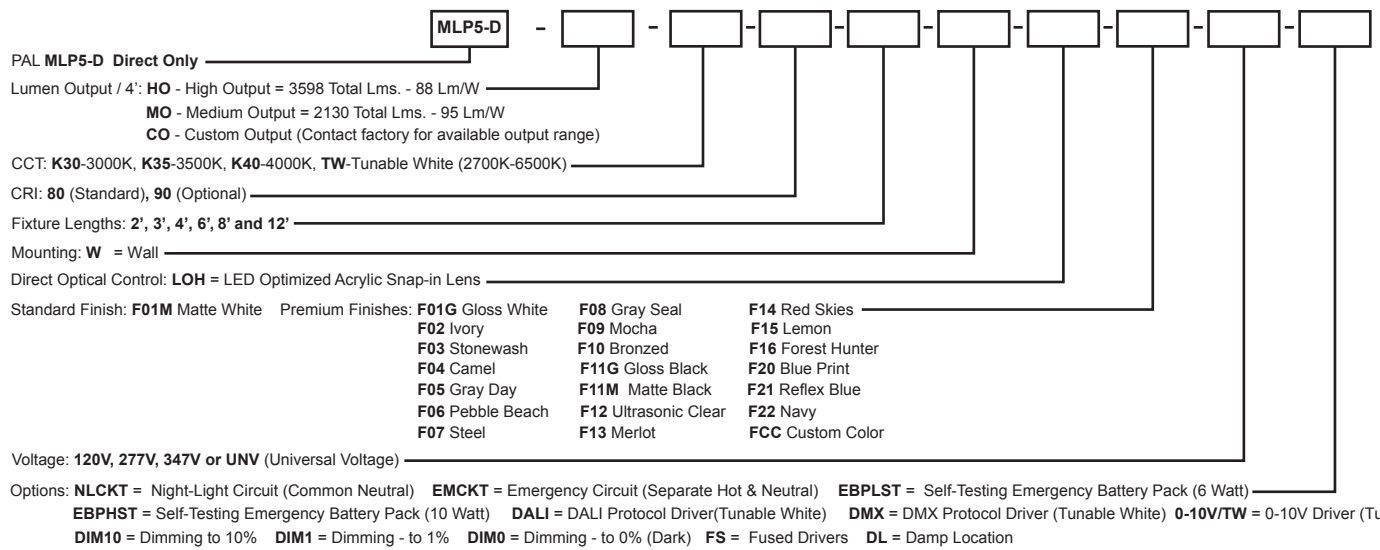 MLP5-D - - - - - - - - -
PAL MLP5-D Direct Only
Lumen Output / 4': HO - High Output = 3598 Total Lms. - 88 Lm/W
MO - Medium Output = 2130 Total Lms. - 95 Lm/W
CO - Custom Output (Contact factory for available output range)
CCT: K30-3000K, K35-3500K, K40-4000K, TW-Tunable White (2700K-6500K)
CRI: 80 (Standard), 90 (Optional)
Fixture Lengths: 2', 3', 4', 6', 8' and 12'
Mounting: W = Wall
Direct Optical Control: LOH = LED Optimized Acrylic Snap-in Lens
Standard Finish: F01M Matte White Premium Finishes: F01G Gloss White F08 Gray Seal F14 Red Skies
F02 Ivory F09 Mocha F15 Lemon
F03 Stonewash F10 Bronzed F16 Forest Hunter
F04 Camel F11G Gloss Black F20 Blue Print
F05 Gray Day F11M Matte Black F21 Reflex Blue
F06 Pebble Beach F12 Ultrasonic Clear F22 Navy
F07 Steel F13 Merlot FCC Custom Color
Voltage: 120V, 277V, 347V or UNV (Universal Voltage)
Options: NLCKT = Night-Light Circuit (Common Neutral) EMCKT = Emergency Circuit (Separate Hot & Neutral) EBPLST = Self-Testing Emergency Battery Pack (6 Watt)
EBPHST = Self-Testing Emergency Battery Pack (10 Watt) DALI = DALI Protocol Driver(Tunable White) DMX = DMX Protocol Driver (Tunable White) 0-10V/TW = 0-10V Driver (Tu
DIM10 = Dimming to 10% DIM1 = Dimming - to 1% DIM0 = Dimming - to 0% (Dark) FS = Fused Drivers DL = Damp Location